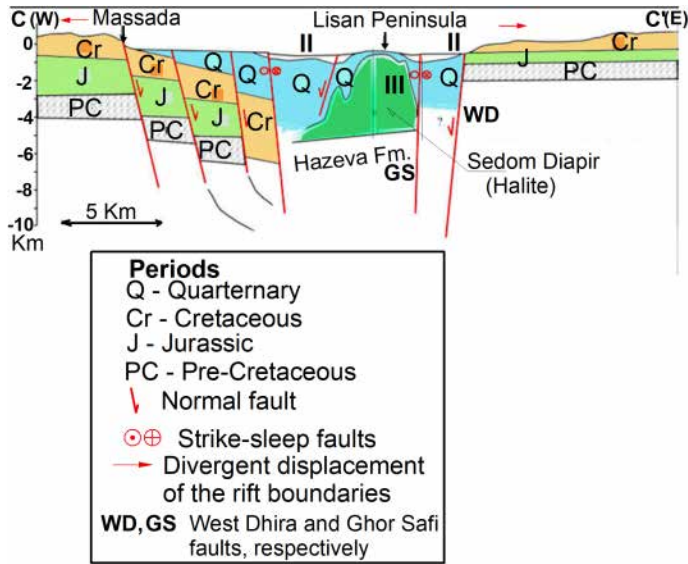 C (W) Massada Lisan Peninsula C'(E)
II II
0
-2
-4
-6
-8
-10
Km
Cr Cr Q Q Q Q III Q Cr
J J Cr J
PC J Cr PC
PC PC ? WD
Hazeva Fm. Sedom Diapir
GS (Halite)
5 Km
Periods
Q - Quarternary
Cr - Cretaceous
J - Jurassic
PC - Pre-Cretaceous
Normal fault
Strike-sleep faults
Divergent displacement
of the rift boundaries
WD, GS West Dhira and Ghor Safi
faults, respectively